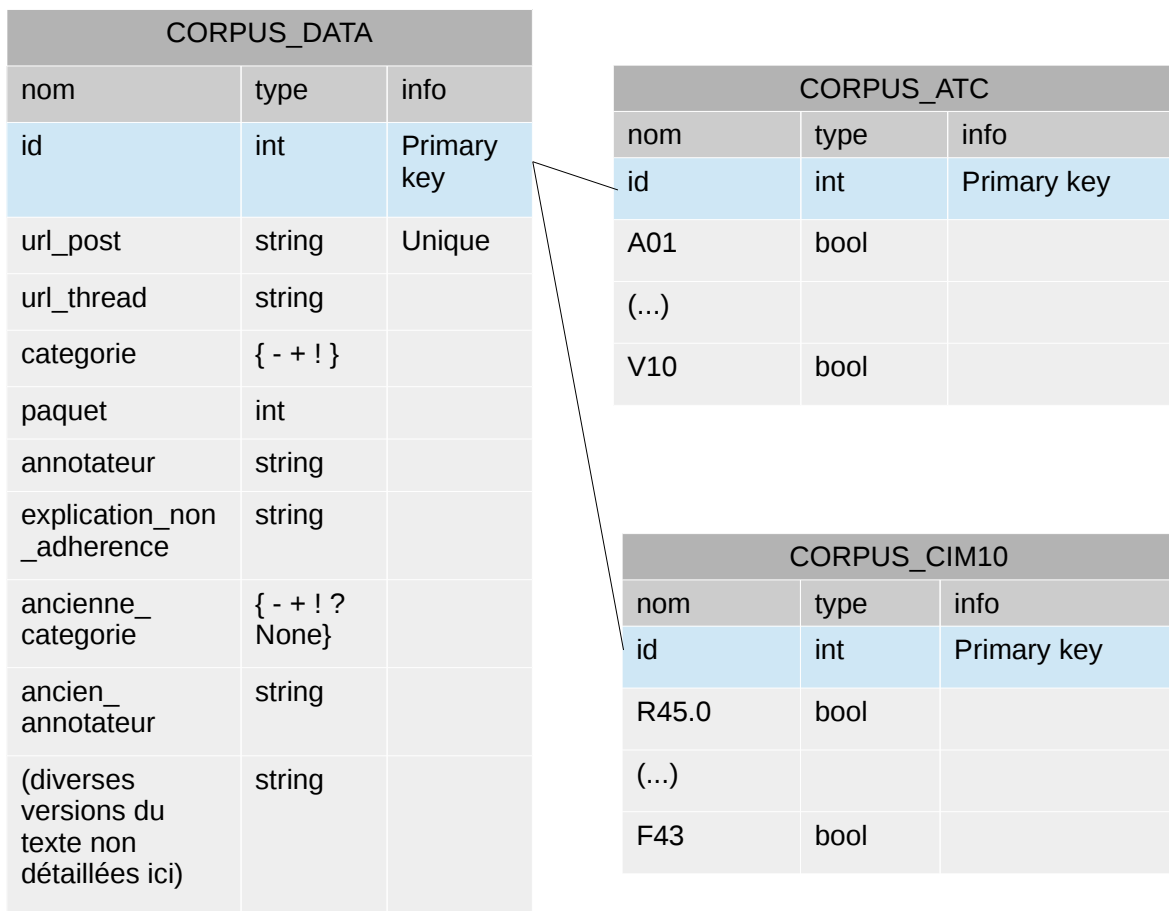 CORPUS_DATA
nom type info
id int Primary
key
url_post string Unique
url_thread string
categorie { - + ! }
paquet int
annotateur string
explication_non string
_adherence
ancienne_ { - + ! ?
categorie None}
ancien_ string
annotateur
(diverses string
versions du
texte non
détaillées ici)
CORPUS_ATC
nom type info
id int Primary key
A01 bool
(...)
V10 bool
CORPUS_CIM10
nom type info
id int Primary key
R45.0 bool
(...)
F43 bool